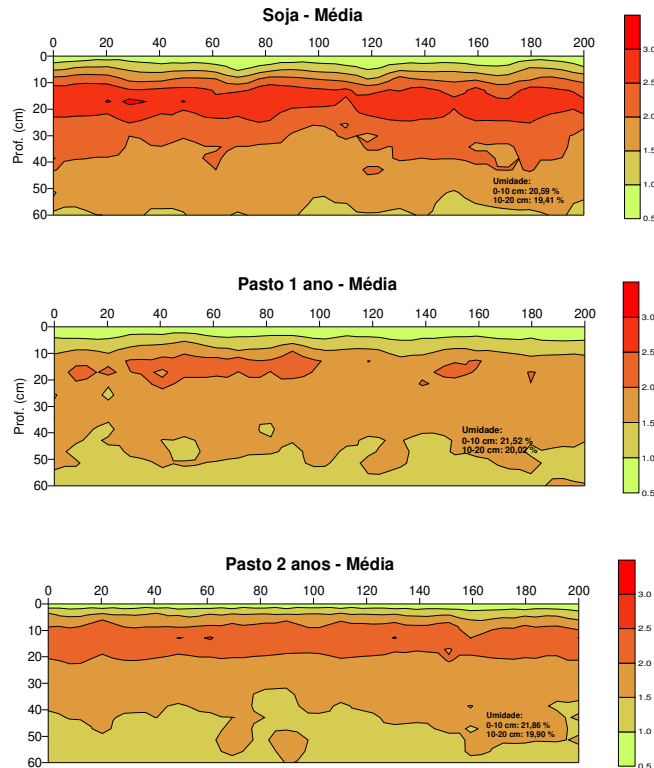 Soja - Média
0 20 40 60 80 100 120 140 160 180 200
0
10
20
30
40
50
60
Prof. (cm)
Umidade:
0-10 cm: 20,59 %
10-20 cm: 19,41 %
3.0
2.5
2.0
1.5
1.0
0.5
Pasto 1 ano - Média
0 20 40 60 80 100 120 140 160 180 200
0
10
20
30
40
50
60
Prof. (cm)
Umidade:
0-10 cm: 21,52 %
10-20 cm: 20,02 %
3.0
2.5
2.0
1.5
1.0
0.5
Pasto 2 anos - Média
0 20 40 60 80 100 120 140 160 180 200
0
10
20
30
40
50
60
Umidade:
0-10 cm: 21,86 %
10-20 cm: 19,90 %
3.0
2.5
2.0
1.5
1.0
0.5